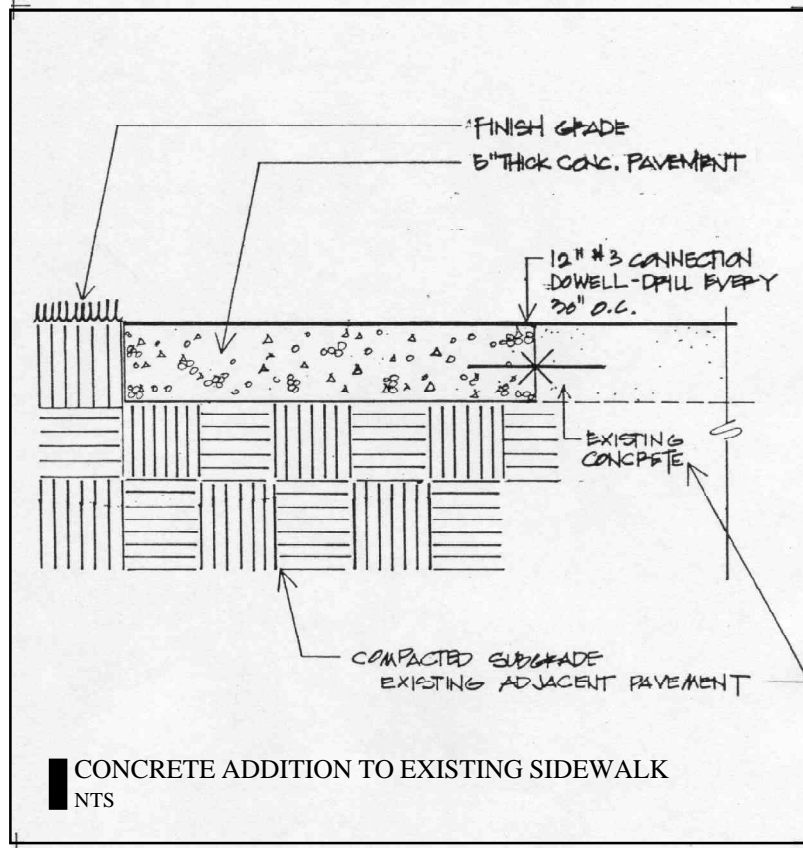 FINISH GRADE
5" THICK CONC. PAVEMENT
12" #3 CONNECTION
DOWELL-DRILL EVERY
30" O.C.
EXISTING
CONCRETE
COMPACTED SUBGRADE
EXISTING ADJACENT PAVEMENT
CONCRETE ADDITION TO EXISTING SIDEWALK
NTS